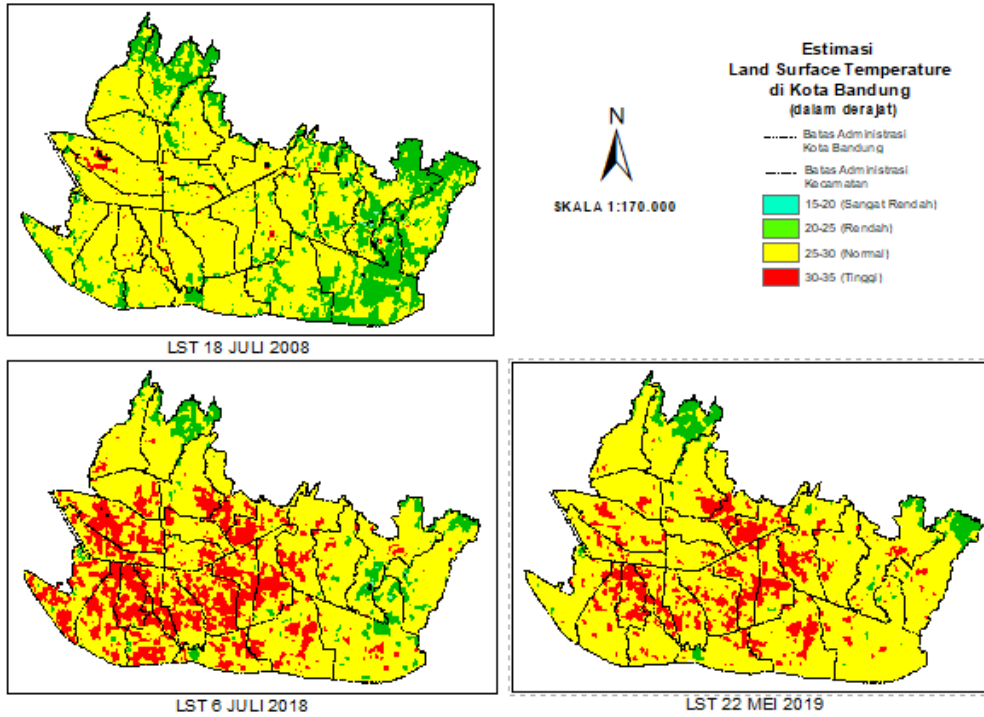 Estimasi
Land Surface Temperature
di Kota Bandung
(dalam derajat)
Batas Administrasi
Kota Bandung
Batas Administrasi
Kecamatan
15-20 (Sangat Rendah)
20-25 (Rendah)
25-30 (Normal)
30-35 (Tinggi)
N
SKALA 1:170.000
LST 18 JULI 2008
LST 6 JULI 2018
LST 22 MEI 2019